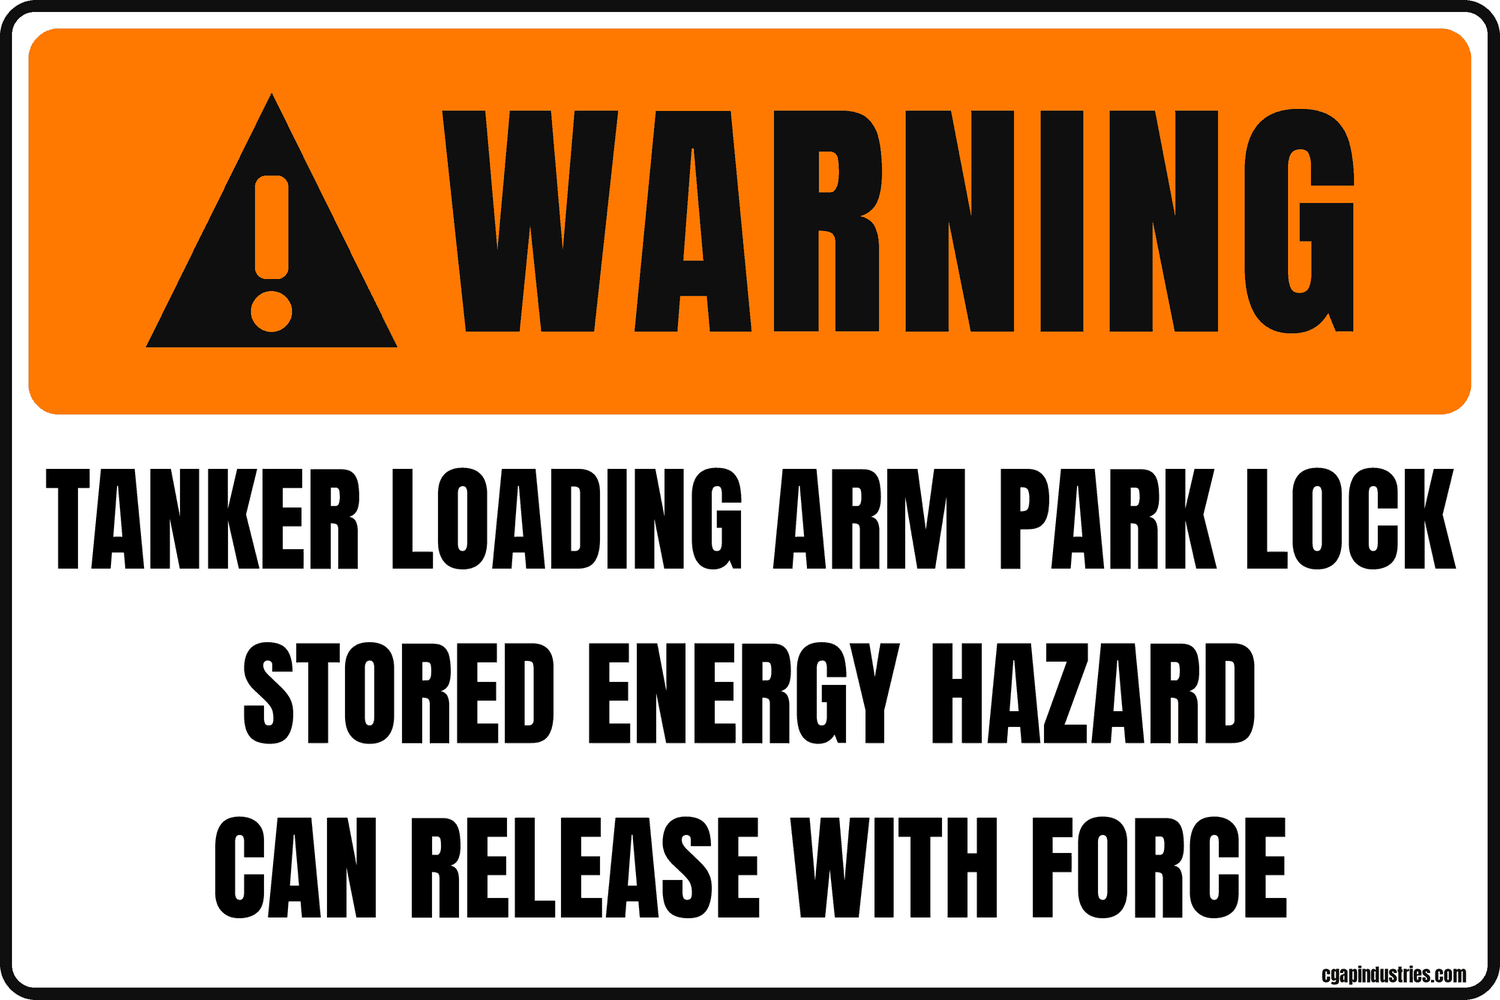 WARNING
TANKER LOADING ARM PARK LOCK
STORED ENERGY HAZARD
CAN RELEASE WITH FORCE
cgapindustries.com